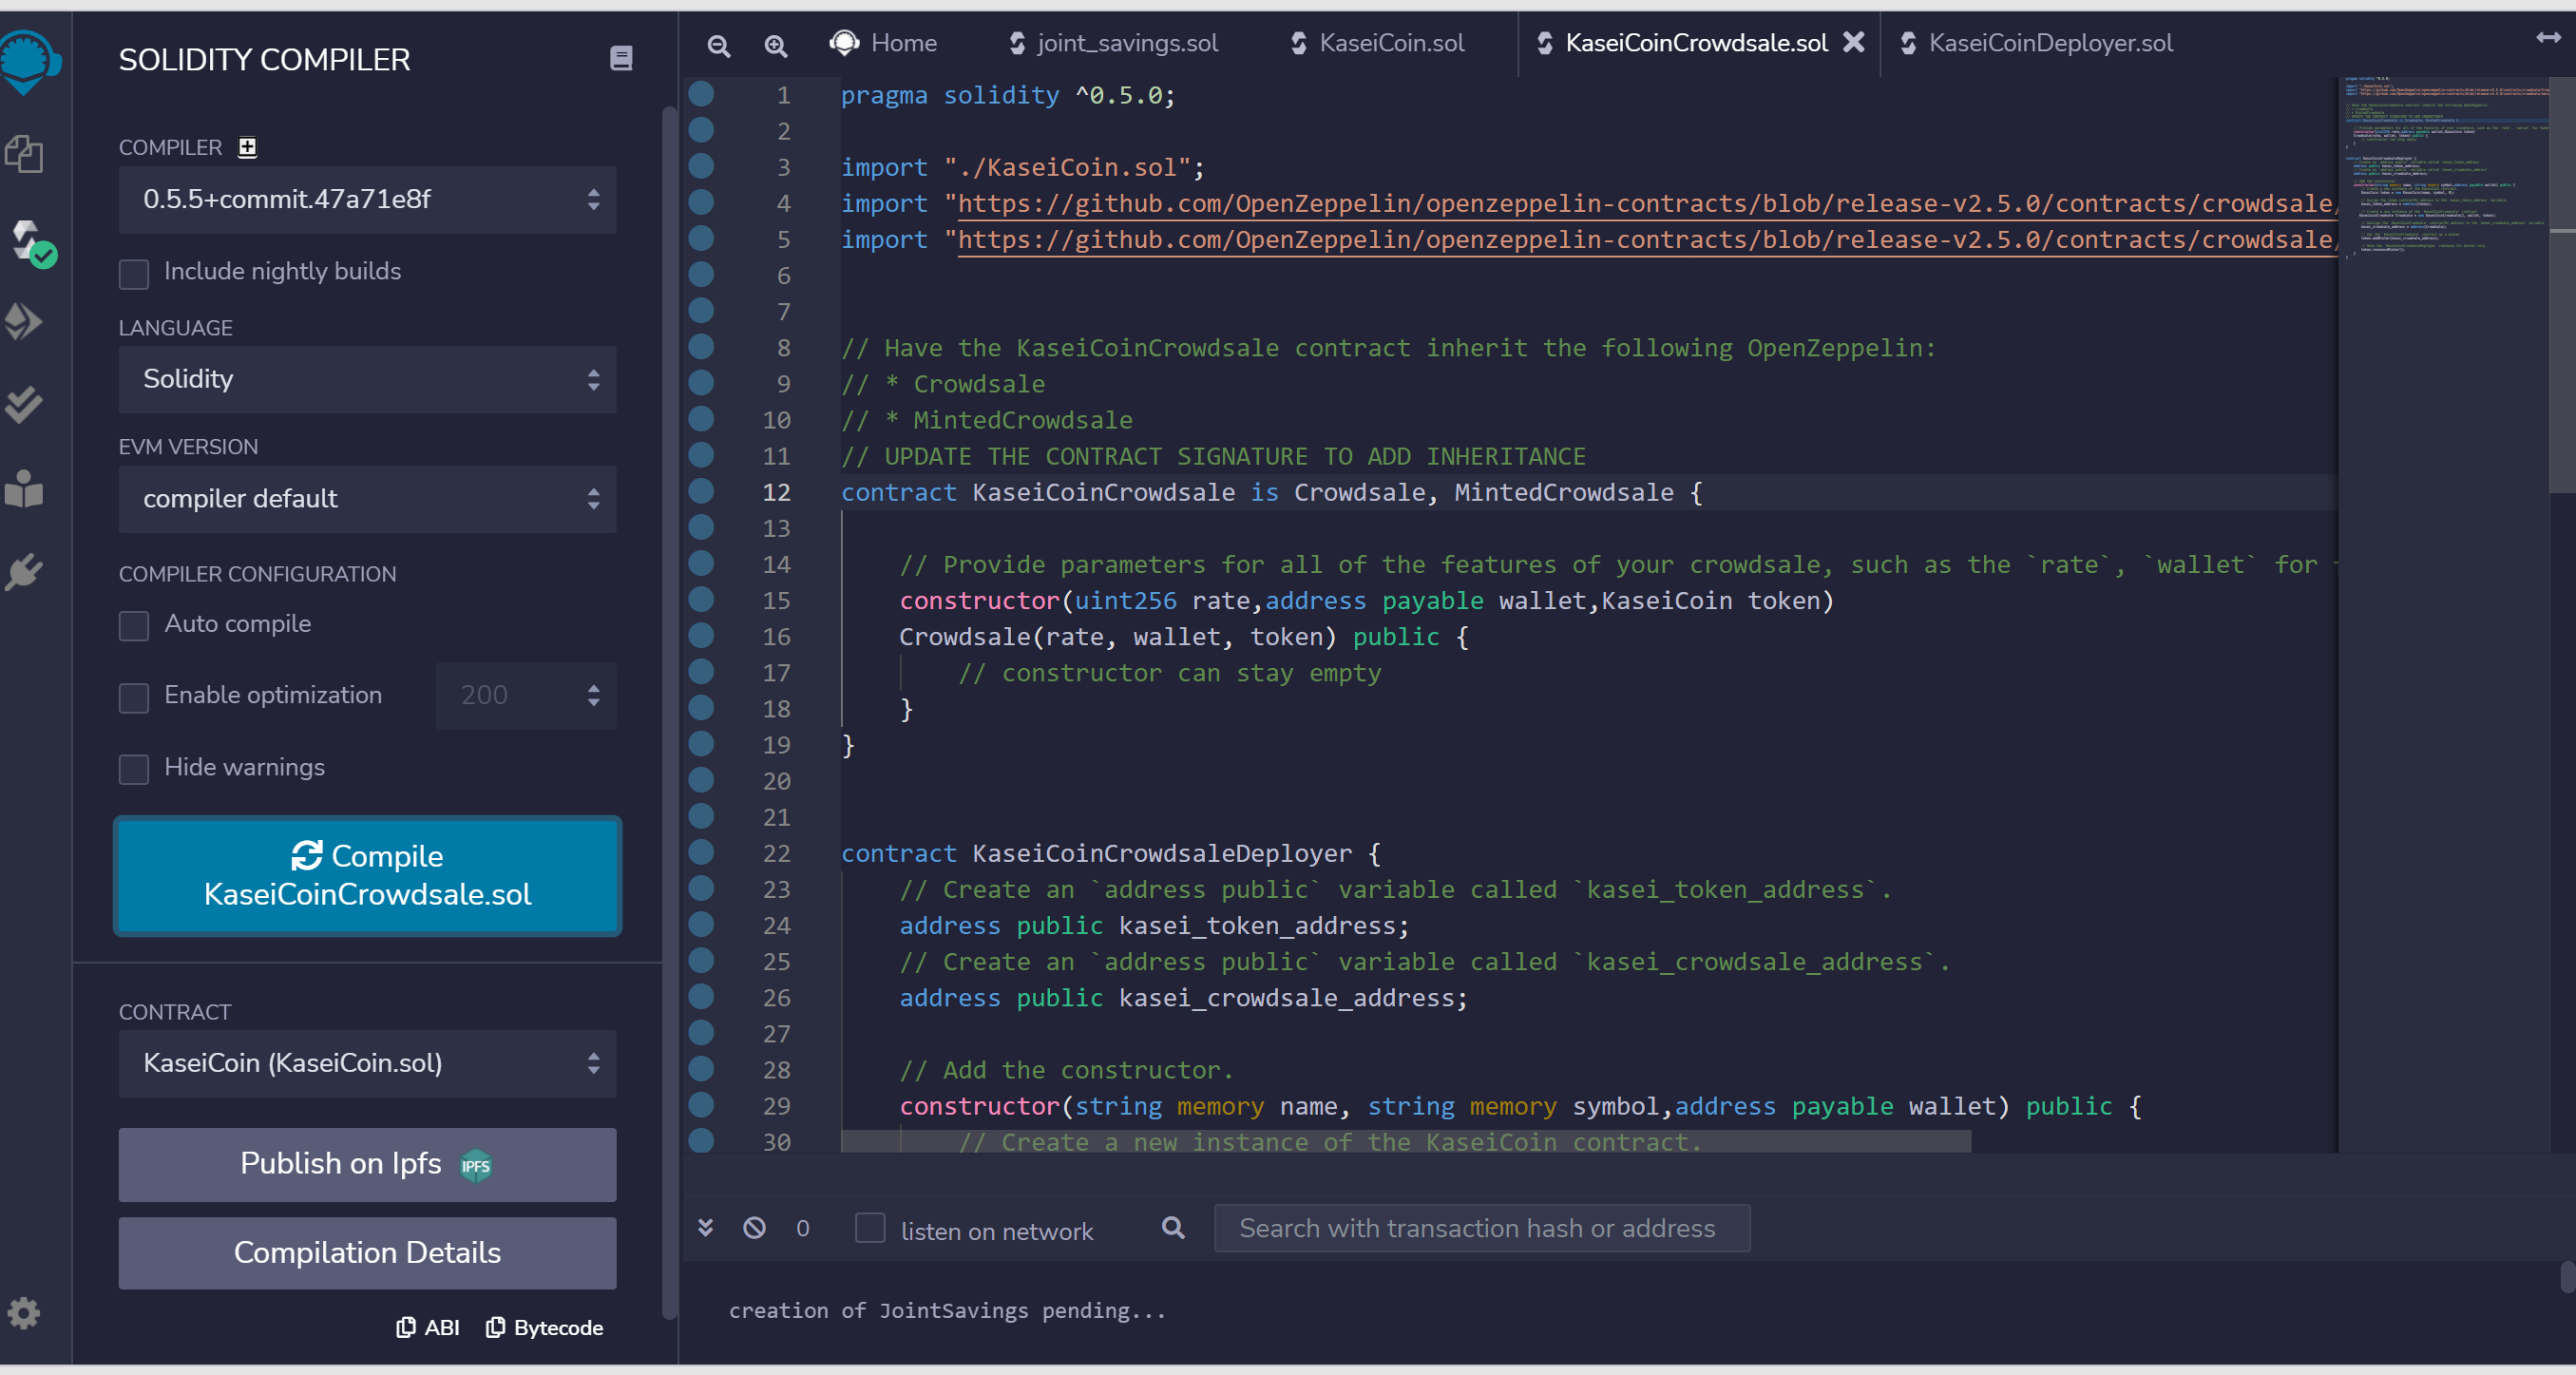 SOLIDITY COMPILER
COMPILER
0.5.5+commit.47a71e8f
Include nightly builds
LANGUAGE
Solidity
EVM VERSION
compiler default
COMPILER CONFIGURATION
Auto compile
Enable optimization 200
Hide warnings
Compile
KaseiCoinCrowdsale.sol
CONTRACT
KaseiCoin (KaseiCoin.sol)
Publish on Ipfs IPFS
Compilation Details
ABI Bytecode
Home joint_savings.sol KaseiCoin.sol KaseiCoinCrowdsale.sol KaseiCoinDeployer.sol
1 pragma solidity ^0.5.0;
2
3 import "./KaseiCoin.sol";
4 import "https://github.com/OpenZeppelin/openzeppelin-contracts/blob/release-v2.5.0/contracts/crowdsale/
5 import "https://github.com/OpenZeppelin/openzeppelin-contracts/blob/release-v2.5.0/contracts/crowdsale/
6
7
8 // Have the KaseiCoinCrowdsale contract inherit the following OpenZeppelin:
9 // * Crowdsale
10 // * MintedCrowdsale
11 // UPDATE THE CONTRACT SIGNATURE TO ADD INHERITANCE
12 contract KaseiCoinCrowdsale is Crowdsale, MintedCrowdsale {
13
14 // Provide parameters for all of the features of your crowdsale, such as the `rate`, `wallet` for
15 constructor(uint256 rate,address payable wallet,KaseiCoin token)
16 Crowdsale(rate, wallet, token) public {
17 // constructor can stay empty
18 }
19 }
20
21
22 contract KaseiCoinCrowdsaleDeployer {
23 // Create an `address public` variable called `kasei_token_address`.
24 address public kasei_token_address;
25 // Create an `address public` variable called `kasei_crowdsale_address`.
26 address public kasei_crowdsale_address;
27
28 // Add the constructor.
29 constructor(string memory name, string memory symbol,address payable wallet) public {
30 // Create a new instance of the KaseiCoin contract.
0 listen on network Search with transaction hash or address
creation of JointSavings pending...